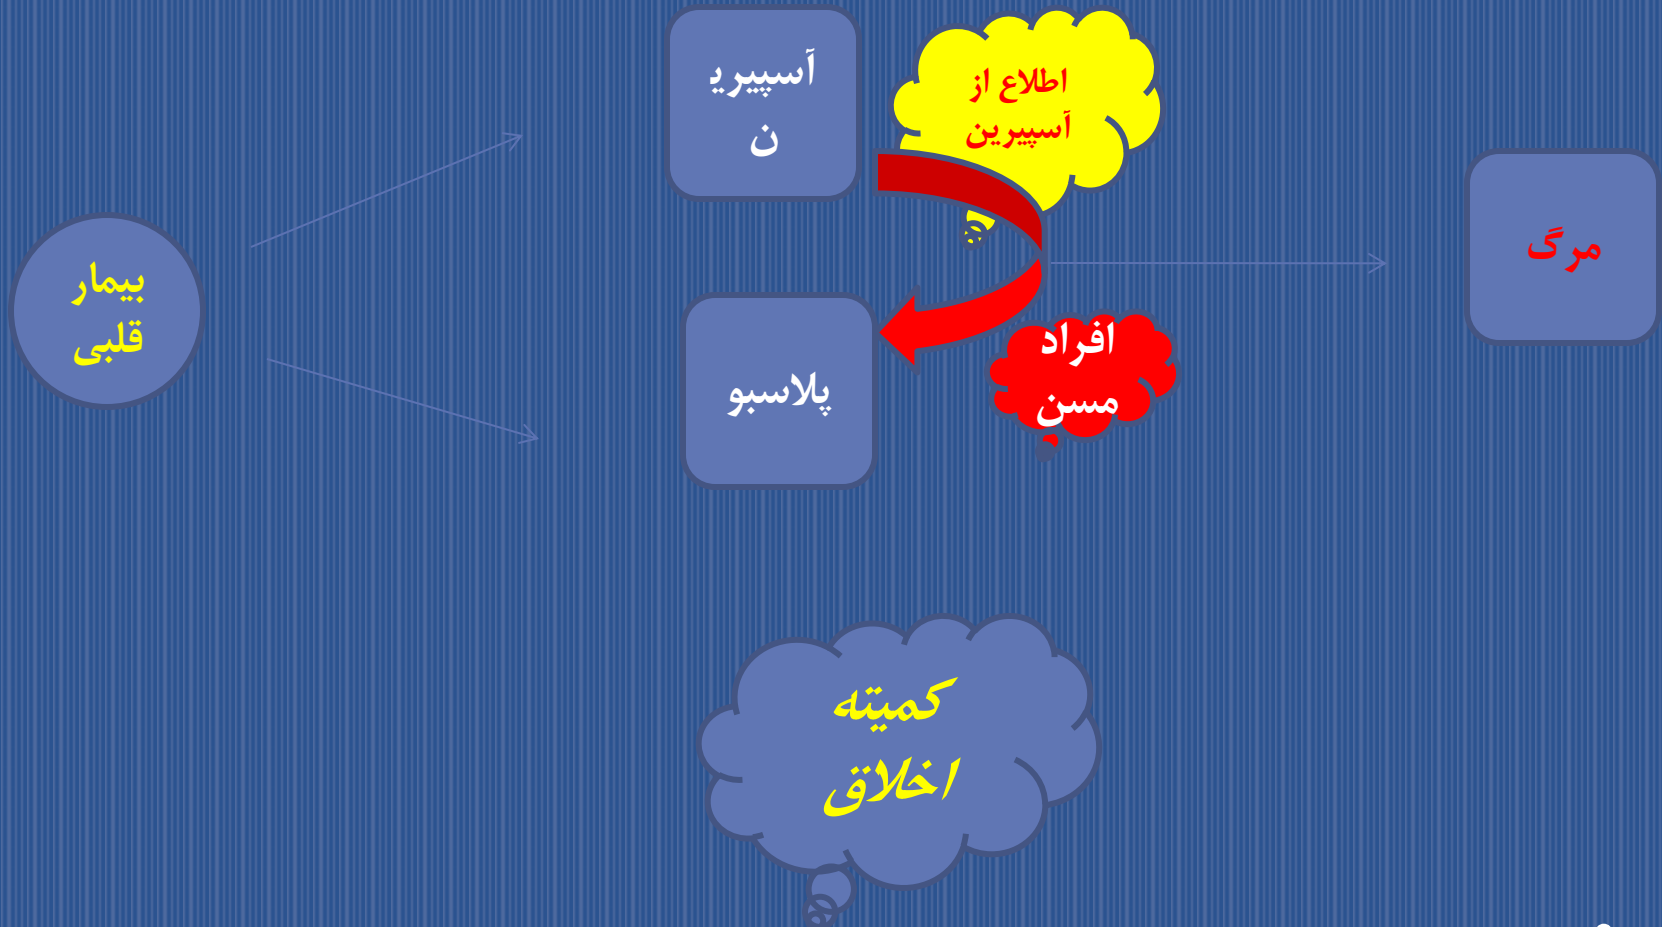 آسپیری
ن
اطلاع از
آسپیرین
مرگ
بیمار
قلبی
افراد
مسن
پلاسبو
کمیته
اخلاق